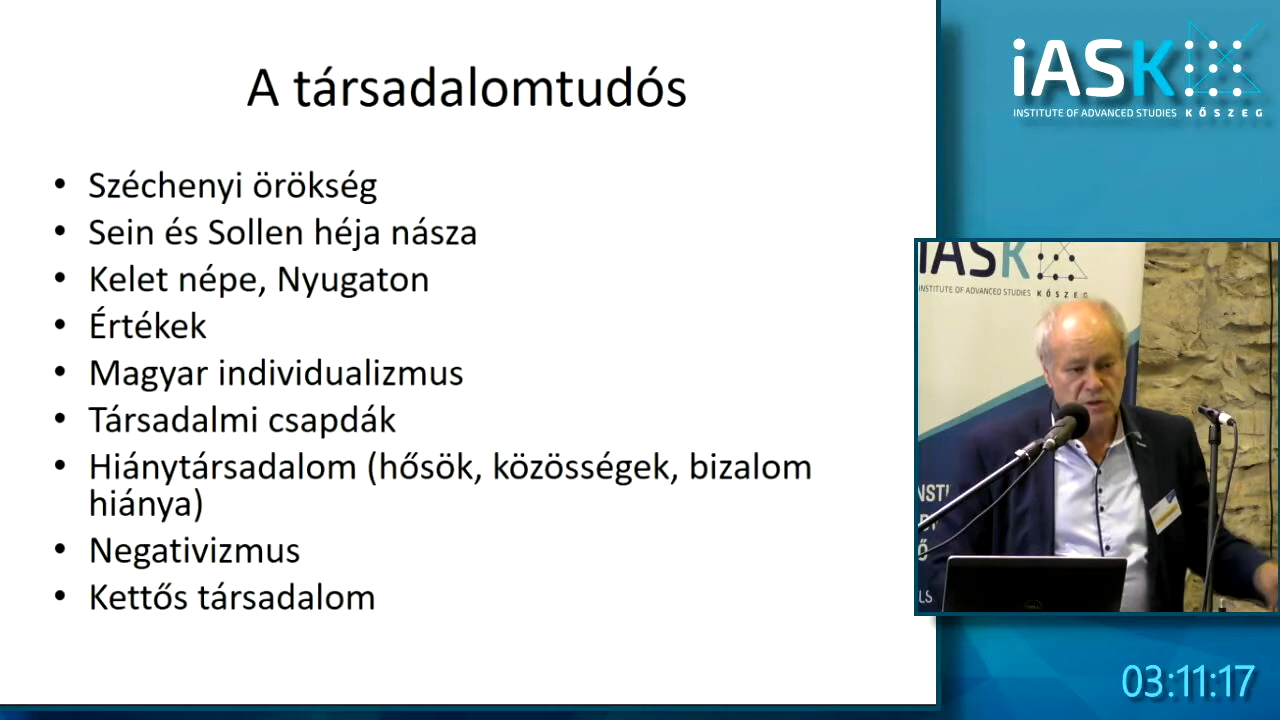 A társadalomtudós
• Széchenyi örökség
• Sein és Sollen héja násza
• Kelet népe, Nyugaton
• Értékek
• Magyar individualizmus
• Társadalmi csapdák
• Hiánytársadalom (hősök, közösségek, bizalom
hiánya)
• Negativizmus
• Kettős társadalom
iASK
INSTITUTE OF ADVANCED STUDIES KŐSZEG
iASK
INSTITUTE OF ADVANCED STUDIES KŐSZEG
03:11:17